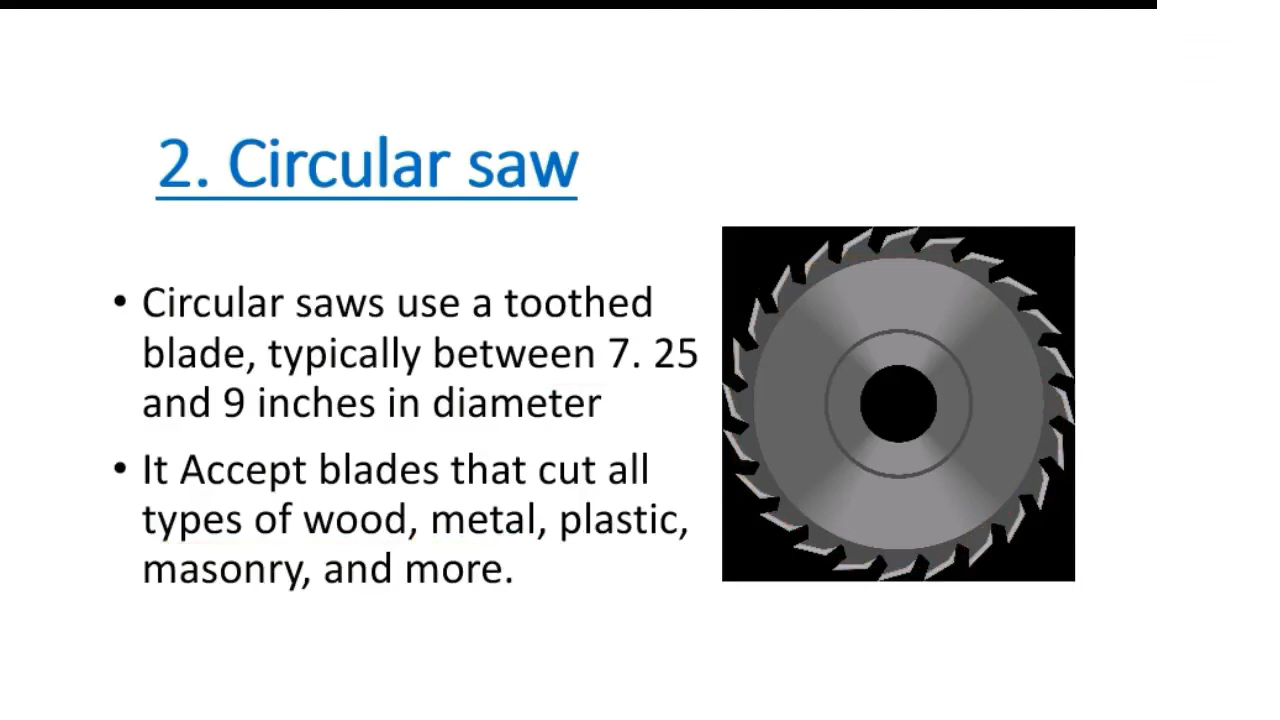 2. Circular saw
• Circular saws use a toothed
blade, typically between 7. 25
and 9 inches in diameter
• It Accept blades that cut all
types of wood, metal, plastic,
masonry, and more.